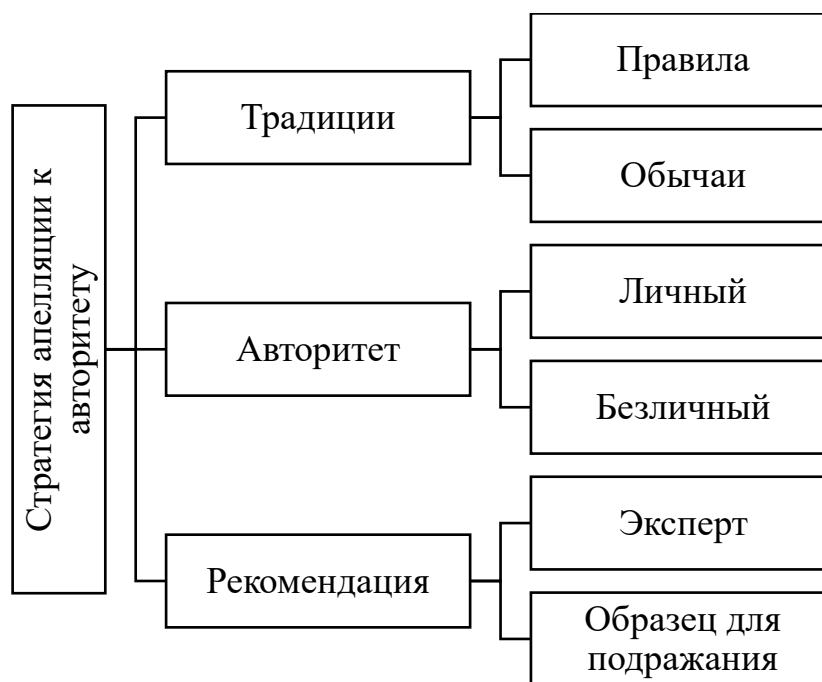 Стратегия апелляции к
авторитету
Традиции
Правила
Обычаи
Авторитет
Личный
Безличный
Рекомендация
Эксперт
Образец для
подражания